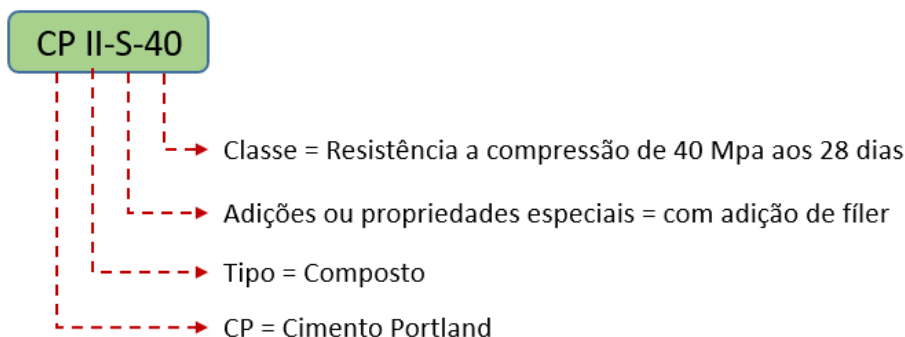 CP II-S-40
Classe = Resistência a compressão de 40 Mpa aos 28 dias
Adições ou propriedades especiais = com adição de fíler
Tipo = Composto
CP = Cimento Portland